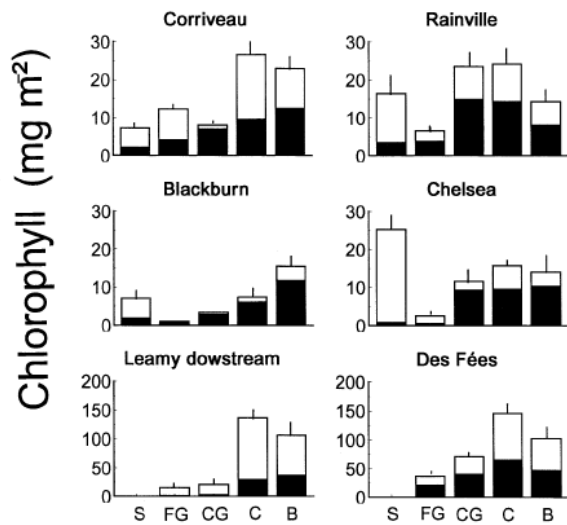 Corriveau
Rainville
30
20
10
0
30
20
10
0
Blackburn
Chelsea
30
20
10
0
30
20
10
0
Leamy dowstream
Des Fées
200
150
100
50
0
200
150
100
50
0
S FG CG C B
S FG CG C B
Chlorophyll (mg m⁻²)